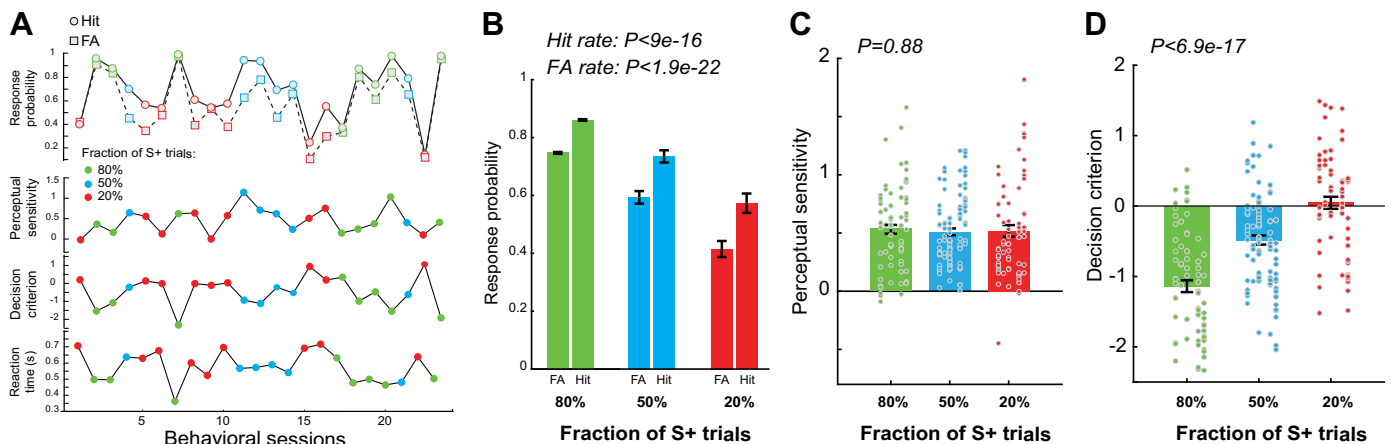 A
Hit
FA
Response
probability
1
0.8
0.6
0.4
0.2
Fraction of S+ trials:
80%
50%
20%
Perceptual
sensitivity
1.5
1
0.5
0
Decision
criterion
1
0
-1
-2
Reaction
time (s)
0.8
0.7
0.6
0.5
0.4
0.3
5
10
15
20
Behavioral sessions
B
Hit rate: P<9e-16
FA rate: P<1.9e-22
Response probability
1
0.8
0.6
0.4
0.2
0
FA Hit FA Hit FA Hit
80% 50% 20%
Fraction of S+ trials
C
P=0.88
Perceptual sensitivity
2
1
0
80% 50% 20%
Fraction of S+ trials
D
P<6.9e-17
Decision criterion
2
1
0
-1
-2
80% 50% 20%
Fraction of S+ trials